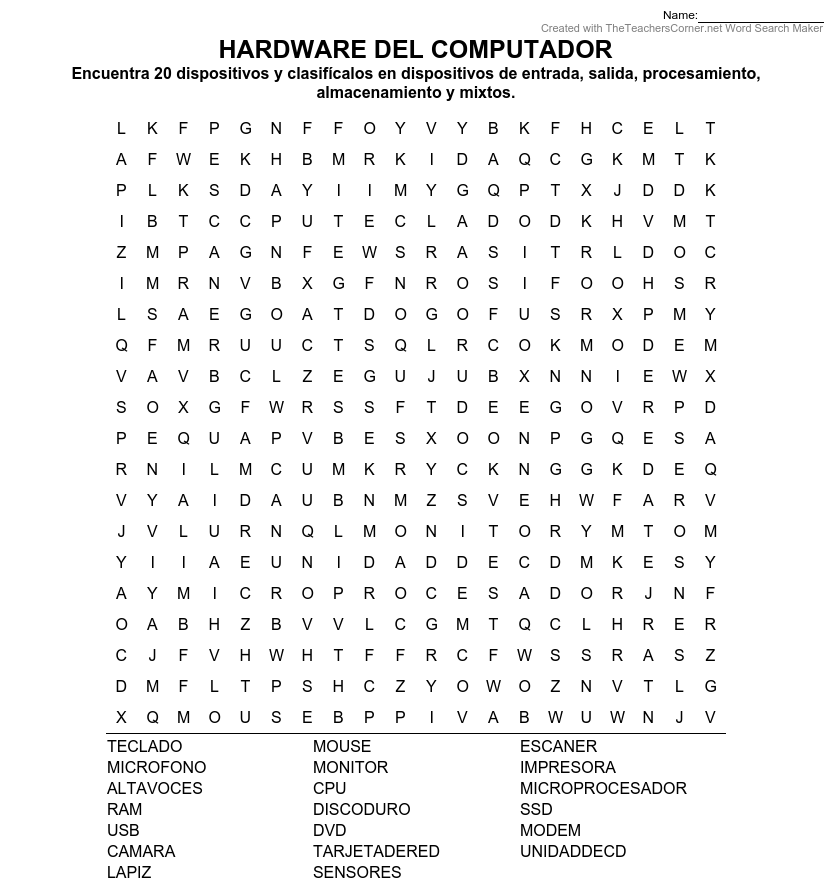 Name:
Created with TheTeachersCorner.net Word Search Maker
HARDWARE DEL COMPUTADOR
Encuentra 20 dispositivos y clasifícalos en dispositivos de entrada, salida, procesamiento,
almacenamiento y mixtos.
L K F P G N F F O Y V Y B K F H C E L T
A F W E K H B M R K I D A Q C G K M T K
P L K S D A Y I I M Y G Q P T X J D D K
I B T C C P U T E C L A D O D K H V M T
Z M P A G N F E W S R A S I T R L D O C
I M R N V B X G F N R O S I F O O H S R
L S A E G O A T D O G O F U S R X P M Y
Q F M R U U C T S Q L R C O K M O D E M
V A V B C L Z E G U J U B X N N I E W X
S O X G F W R S S F T D E E G O V R P D
P E Q U A P V B E S X O O N P G Q E S A
R N I L M C U M K R Y C K N G G K D E Q
V Y A I D A U B N M Z S V E H W F A R V
J V L U R N Q L M O N I T O R Y M T O M
Y I I A E U N I D A D D E C D M K E S Y
A Y M I C R O P R O C E S A D O R J N F
O A B H Z B V V L C G M T Q C L H R E R
C J F V H W H T F F R C F W S S R A S Z
D M F L T P S H C Z Y O W O Z N V T L G
X Q M O U S E B P P I V A B W U W N J V
TECLADO MOUSE ESCANER
MICROFONO MONITOR IMPRESORA
ALTAVOCES CPU MICROPROCESADOR
RAM DISCODURO SSD
USB DVD MODEM
CAMARA TARJETADERED UNIDADDECD
LAPIZ SENSORES